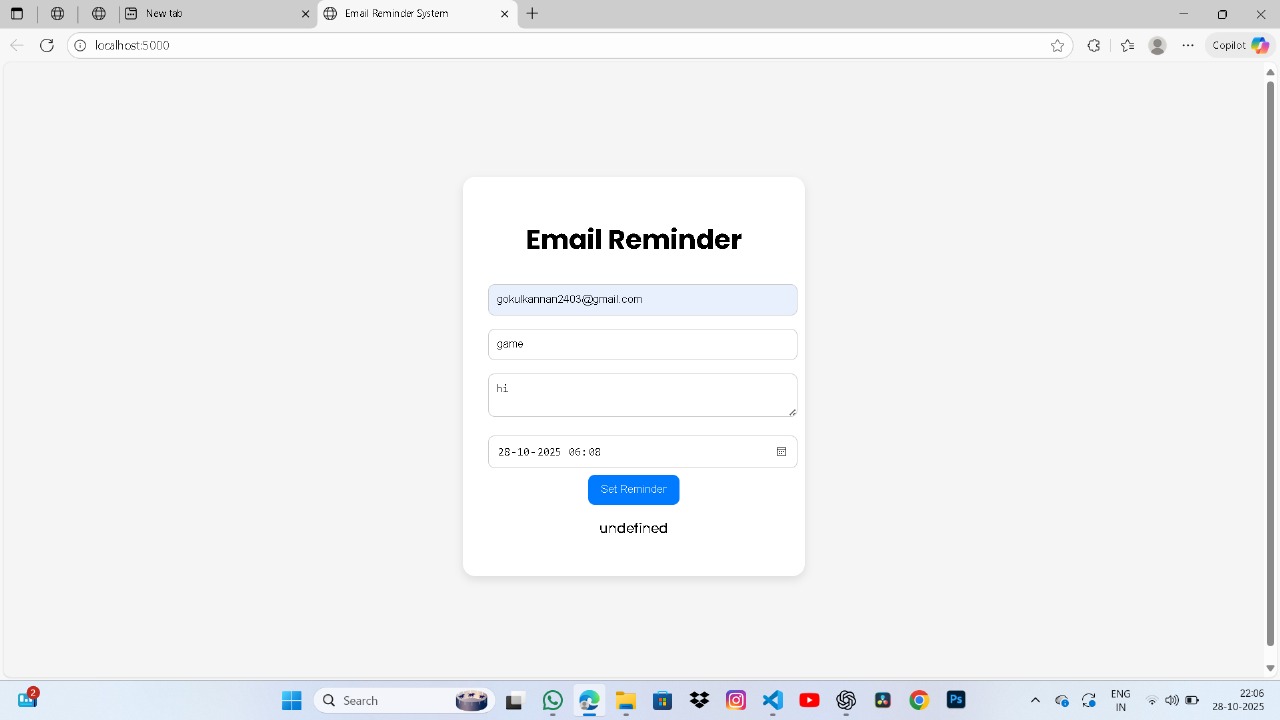 New tab
Email Reminder System
localhost:5000
Copilot
Email Reminder
gokulkannan2403@gmail.com
game
hi
28-10-2025 06:08
Set Reminder
undefined
2
Search
ENG
IN
22:06
28-10-2025